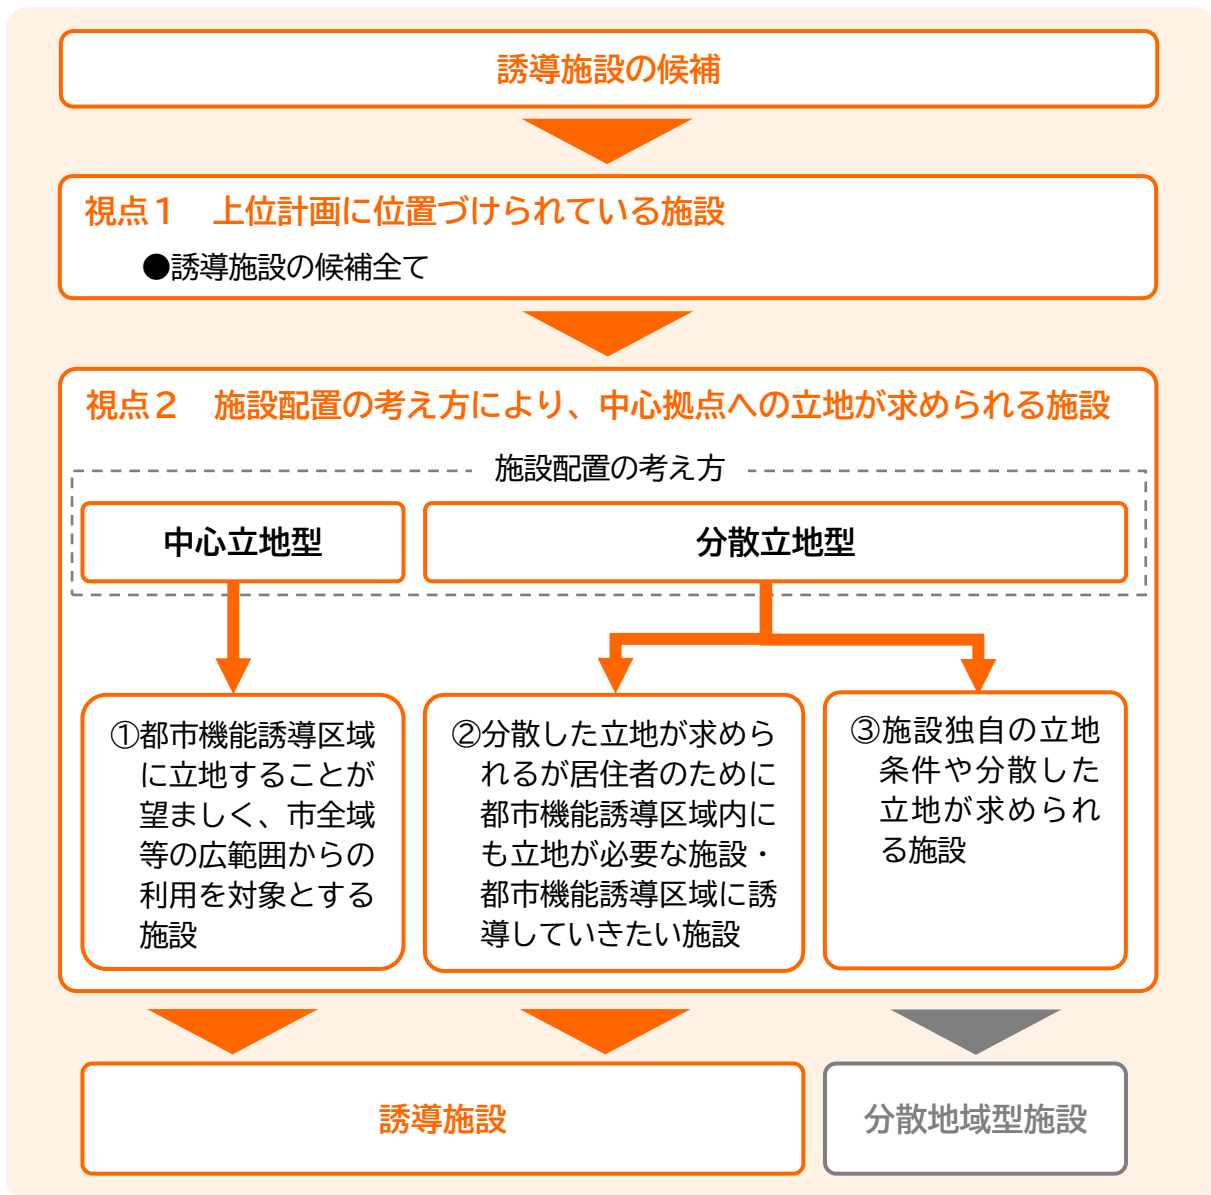 誘導施設の候補
視点１　上位計画に位置づけられている施設
●誘導施設の候補全て
視点２　施設配置の考え方により、中心拠点への立地が求められる施設
施設配置の考え方
中心立地型
分散立地型
①都市機能誘導区域
に立地することが
望ましく、市全域
等の広範囲からの
利用を対象とする
施設
②分散した立地が求めら
れるが居住者のために
都市機能誘導区域内に
も立地が必要な施設・
都市機能誘導区域に誘
導していきたい施設
③施設独自の立地
条件や分散した
立地が求められ
る施設
誘導施設
分散地域型施設